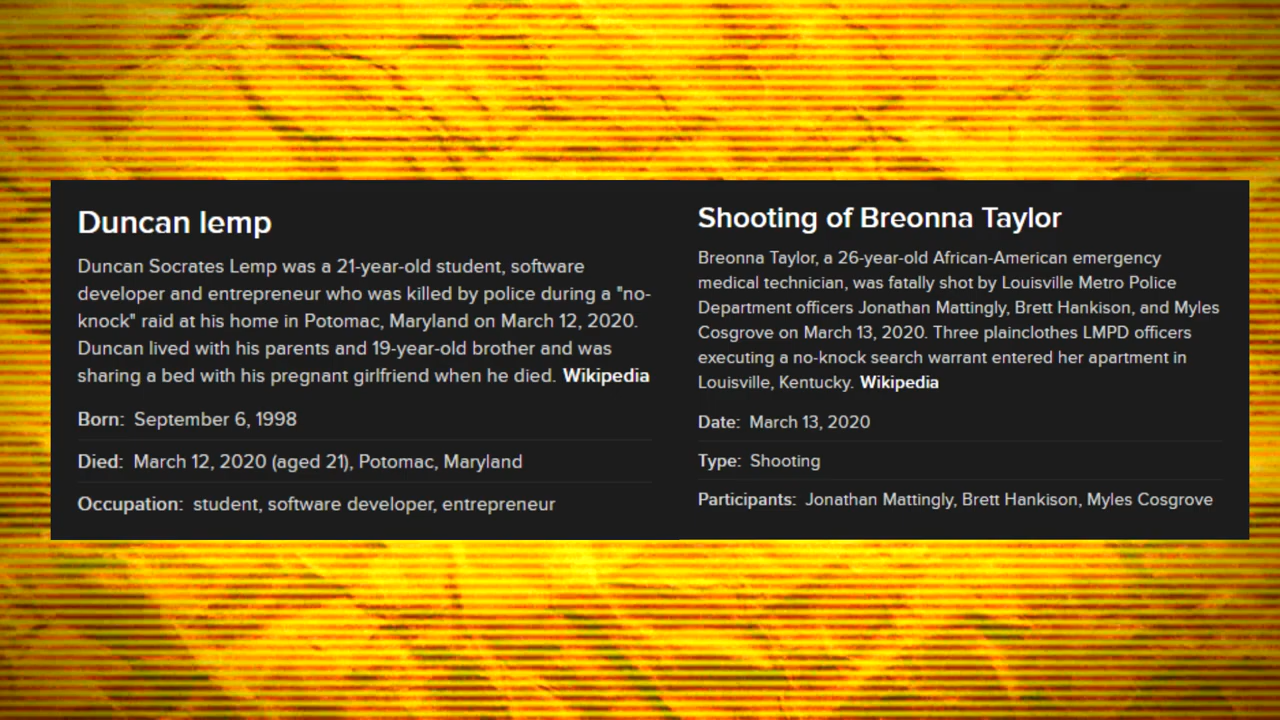 Duncan lemp
Duncan Socrates Lemp was a 21-year-old student, software
developer and entrepreneur who was killed by police during a "no-
knock" raid at his home in Potomac, Maryland on March 12, 2020.
Duncan lived with his parents and 19-year-old brother and was
sharing a bed with his pregnant girlfriend when he died. Wikipedia
Born: September 6, 1998
Died: March 12, 2020 (aged 21), Potomac, Maryland
Occupation: student, software developer, entrepreneur
Shooting of Breonna Taylor
Breonna Taylor, a 26-year-old African-American emergency
medical technician, was fatally shot by Louisville Metro Police
Department officers Jonathan Mattingly, Brett Hankison, and Myles
Cosgrove on March 13, 2020. Three plainclothes LMPD officers
executing a no-knock search warrant entered her apartment in
Louisville, Kentucky. Wikipedia
Date: March 13, 2020
Type: Shooting
Participants: Jonathan Mattingly, Brett Hankison, Myles Cosgrove